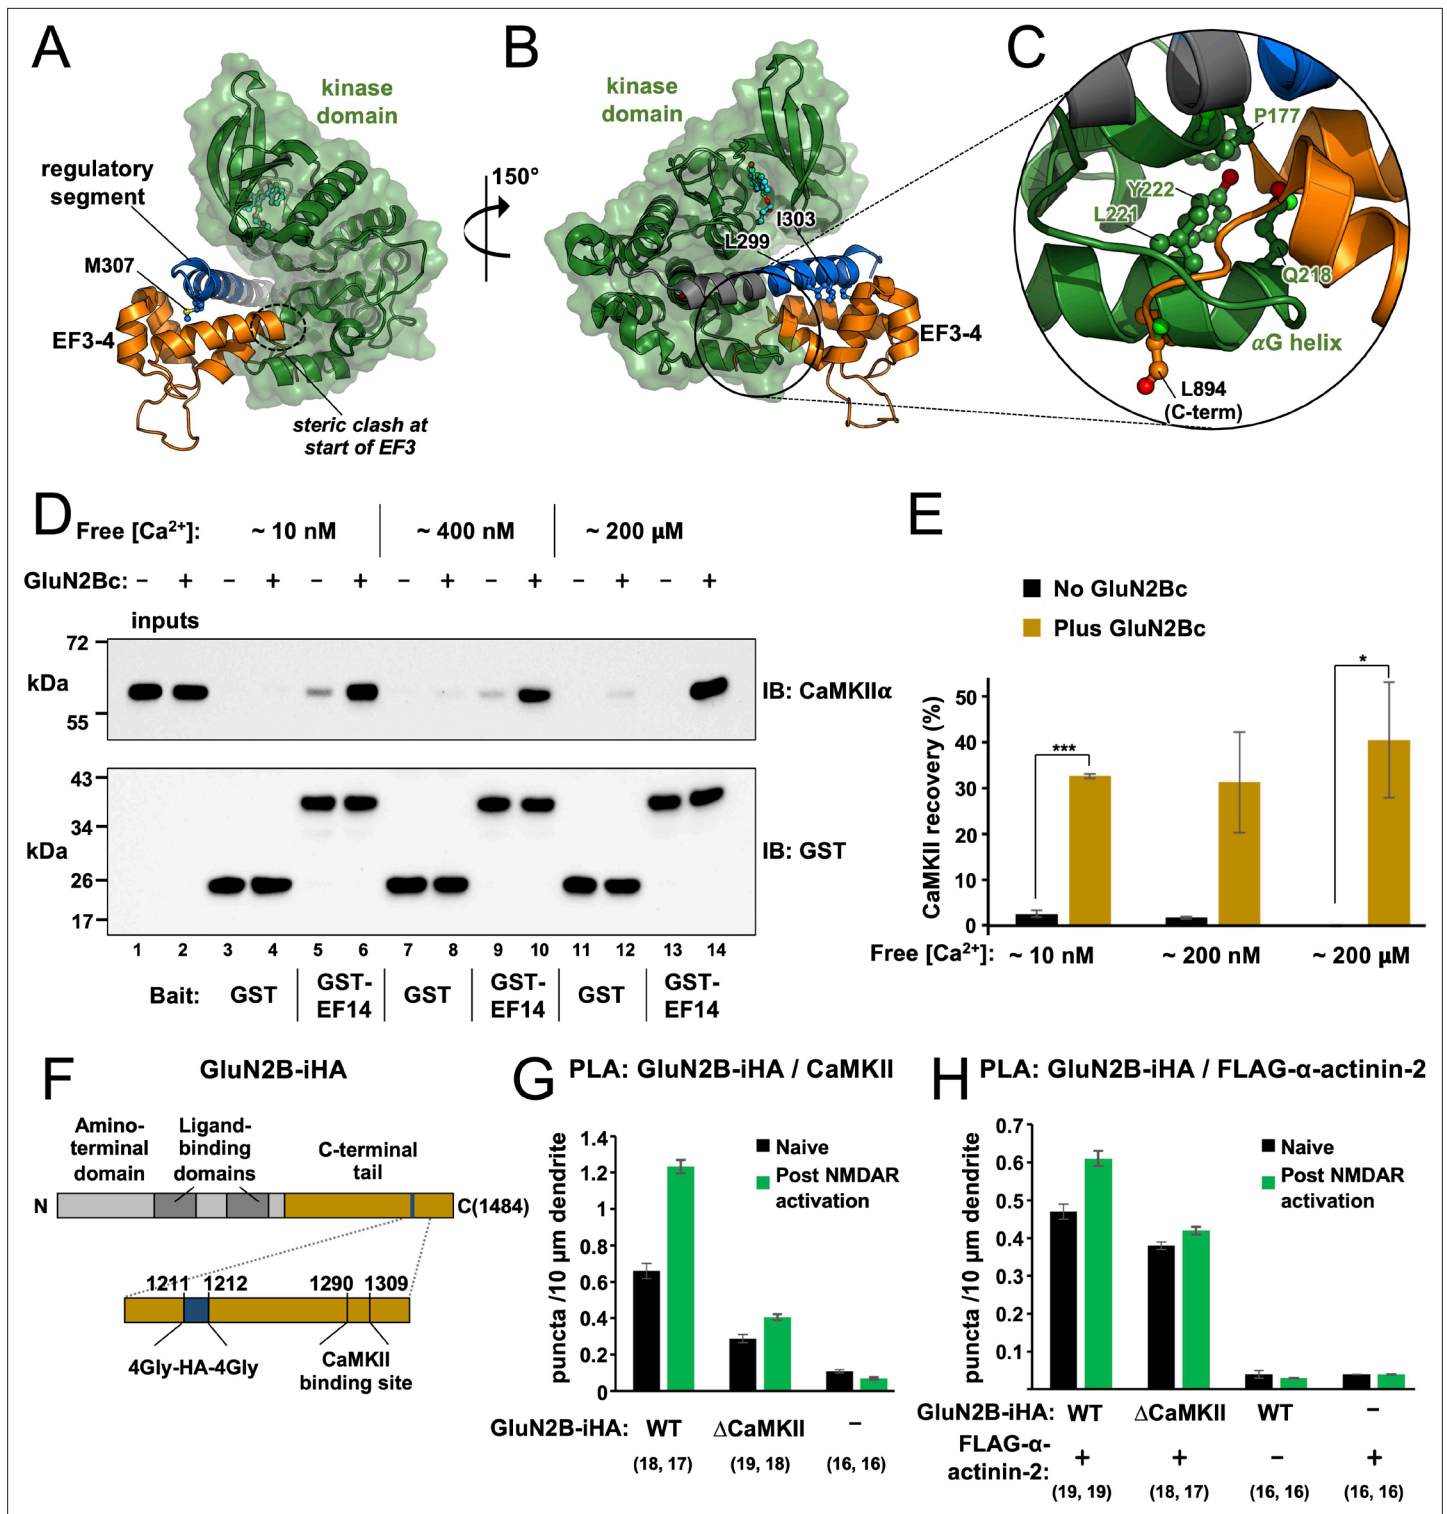 A
kinase
domain
regulatory
segment
M307
EF3-4
steric clash at
start of EF3
150°
B
kinase
domain
I303
L299
EF3-4
C
P177
Y222
L221
Q218
αG helix
L894
(C-term)
D
Free [Ca²⁺]: ~ 10 nM ~ 400 nM ~ 200 µM
GluN2Bc: − + − + − + − + − + − + − +
inputs
72
kDa
55
IB: CaMKIIα
43
34
kDa
26
17
IB: GST
1 2 3 4 5 6 7 8 9 10 11 12 13 14
Bait: GST GST-EF14 GST GST-EF14 GST GST-EF14
E
No GluN2Bc
Plus GluN2Bc
CaMKII recovery (%)
50
40
30
20
10
0
***
*
Free [Ca²⁺]: ~ 10 nM ~ 200 nM ~ 200 µM
F
GluN2B-iHA
Amino-
terminal
domain
Ligand-
binding
domains
C-terminal
tail
N
C(1484)
1211 1212 1290 1309
4Gly-HA-4Gly
CaMKII
binding site
G
PLA: GluN2B-iHA / CaMKII
puncta /10 µm dendrite
1.4
1.2
1
0.8
0.6
0.4
0.2
0
Naive
Post NMDAR
activation
GluN2B-iHA: WT ΔCaMKII −
(18, 17) (19, 18) (16, 16)
H
PLA: GluN2B-iHA / FLAG-α-actinin-2
puncta /10 µm dendrite
0.7
0.6
0.5
0.4
0.3
0.2
0.1
Naive
Post NMDAR
activation
GluN2B-iHA: WT ΔCaMKII WT −
FLAG-α-
actinin-2: + + − +
(19, 19) (18, 17) (16, 16) (16, 16)